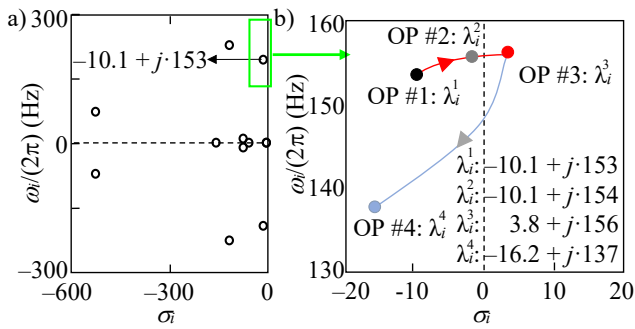 a)
300
0
−300
−600
−300
0
ωᵢ/(2π) (Hz)
σᵢ
−10.1 + j·153
b)
160
150
140
130
−20
-10
0
10
20
ωᵢ/(2π) (Hz)
σᵢ
OP #2: λᵢ²
OP #1: λᵢ¹
OP #3: λᵢ³
OP #4: λᵢ⁴
λᵢ¹: −10.1 + j·153
λᵢ²: −10.1 + j·154
λᵢ³: 3.8 + j·156
λᵢ⁴: −16.2 + j·137